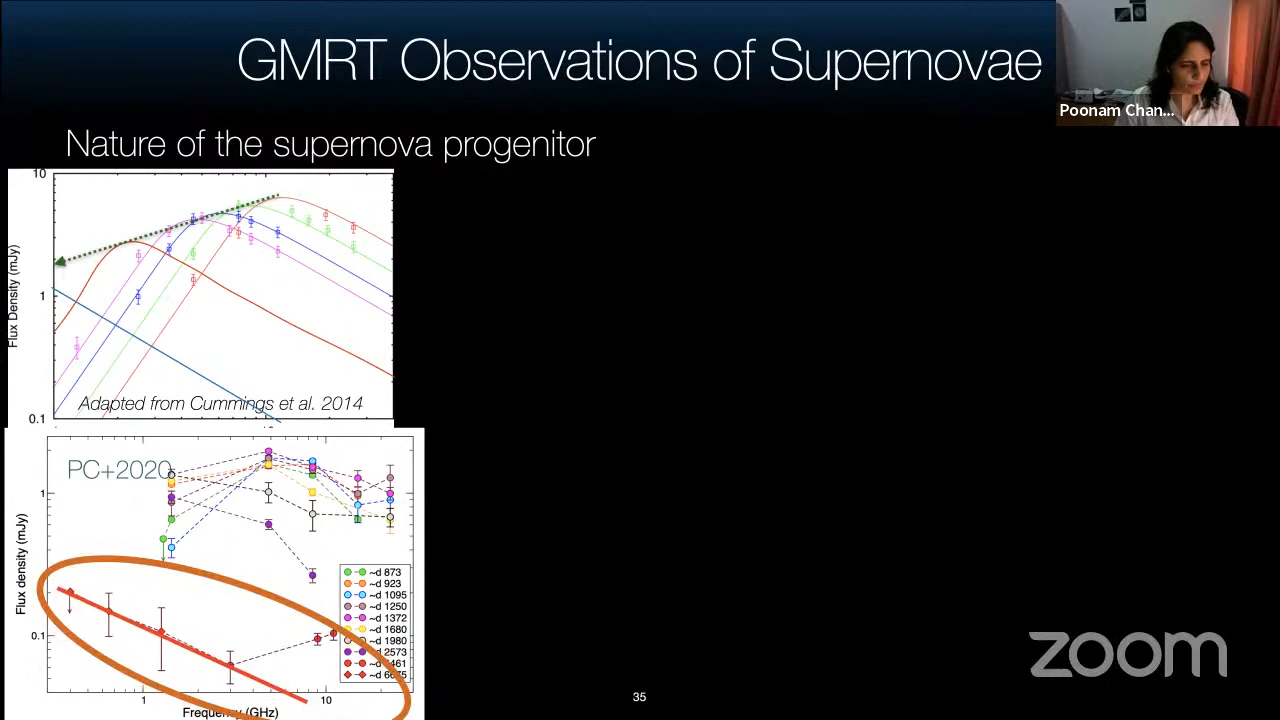 GMRT Observations of Supernovae
Poonam Chan...
Nature of the supernova progenitor
10
1
0.1
Flux Density (mJy)
Adapted from Cummings et al. 2014
PC+2020
1
0.1
Flux density (mJy)
~d 873
~d 923
~d 1095
~d 1250
~d 1372
~d 1680
~d 1980
~d 2573
1
10
Frequency (GHz)
35
zoom